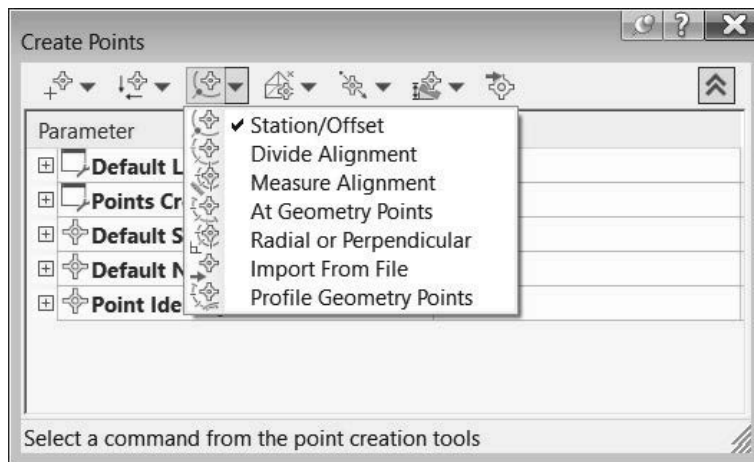 Create Points
?
Parameter
Station/Offset
Divide Alignment
Default L
Measure Alignment
Points Cr
At Geometry Points
Default S
Radial or Perpendicular
Default N
Import From File
Point Ide
Profile Geometry Points
Select a command from the point creation tools